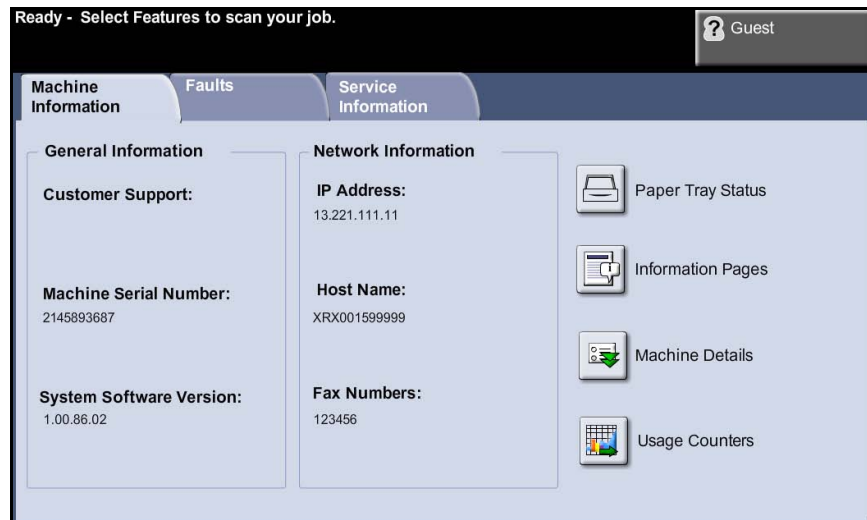 Ready - Select Features to scan your job.
Guest
Machine
Information
Faults
Service
Information
General Information
Customer Support:
Machine Serial Number:
2145893687
System Software Version:
1.00.86.02
Network Information
IP Address:
13.221.111.11
Host Name:
XRX001599999
Fax Numbers:
123456
Paper Tray Status
Information Pages
Machine Details
Usage Counters